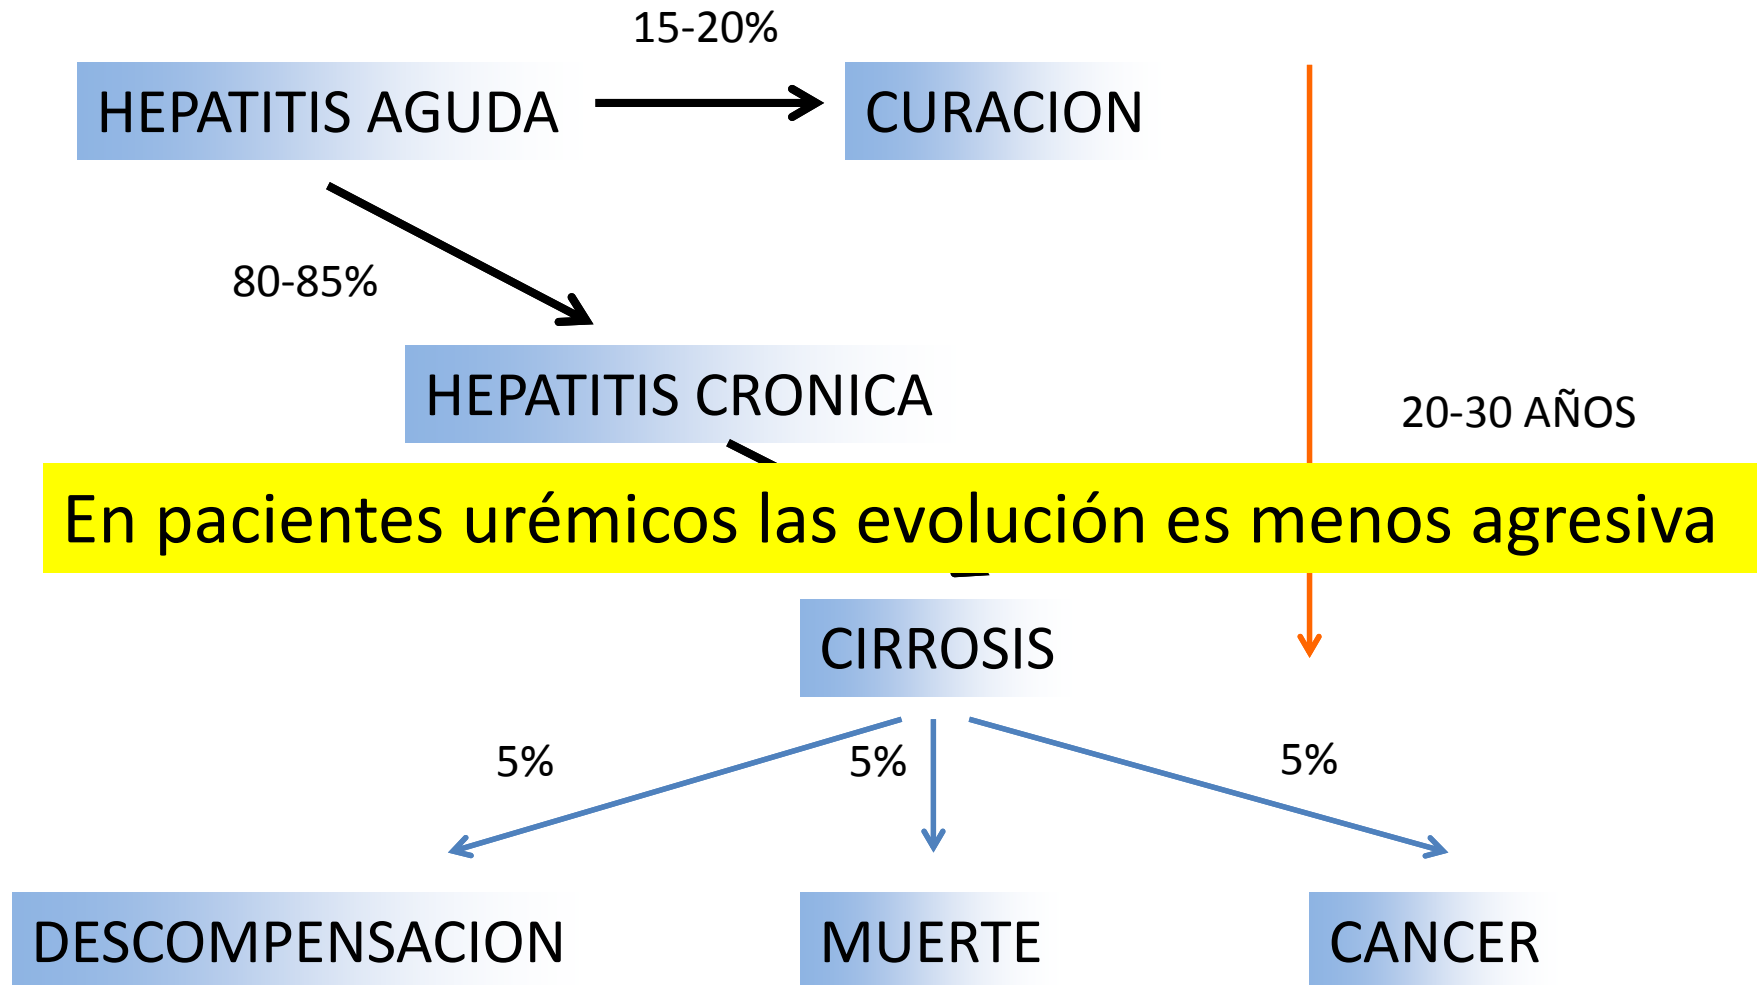 15-20%
HEPATITIS AGUDA
CURACION
80-85%
HEPATITIS CRONICA
20-30 AÑOS
En pacientes urémicos las evolución es menos agresiva
CIRROSIS
5%
5%
5%
DESCOMPENSACION
MUERTE
CANCER